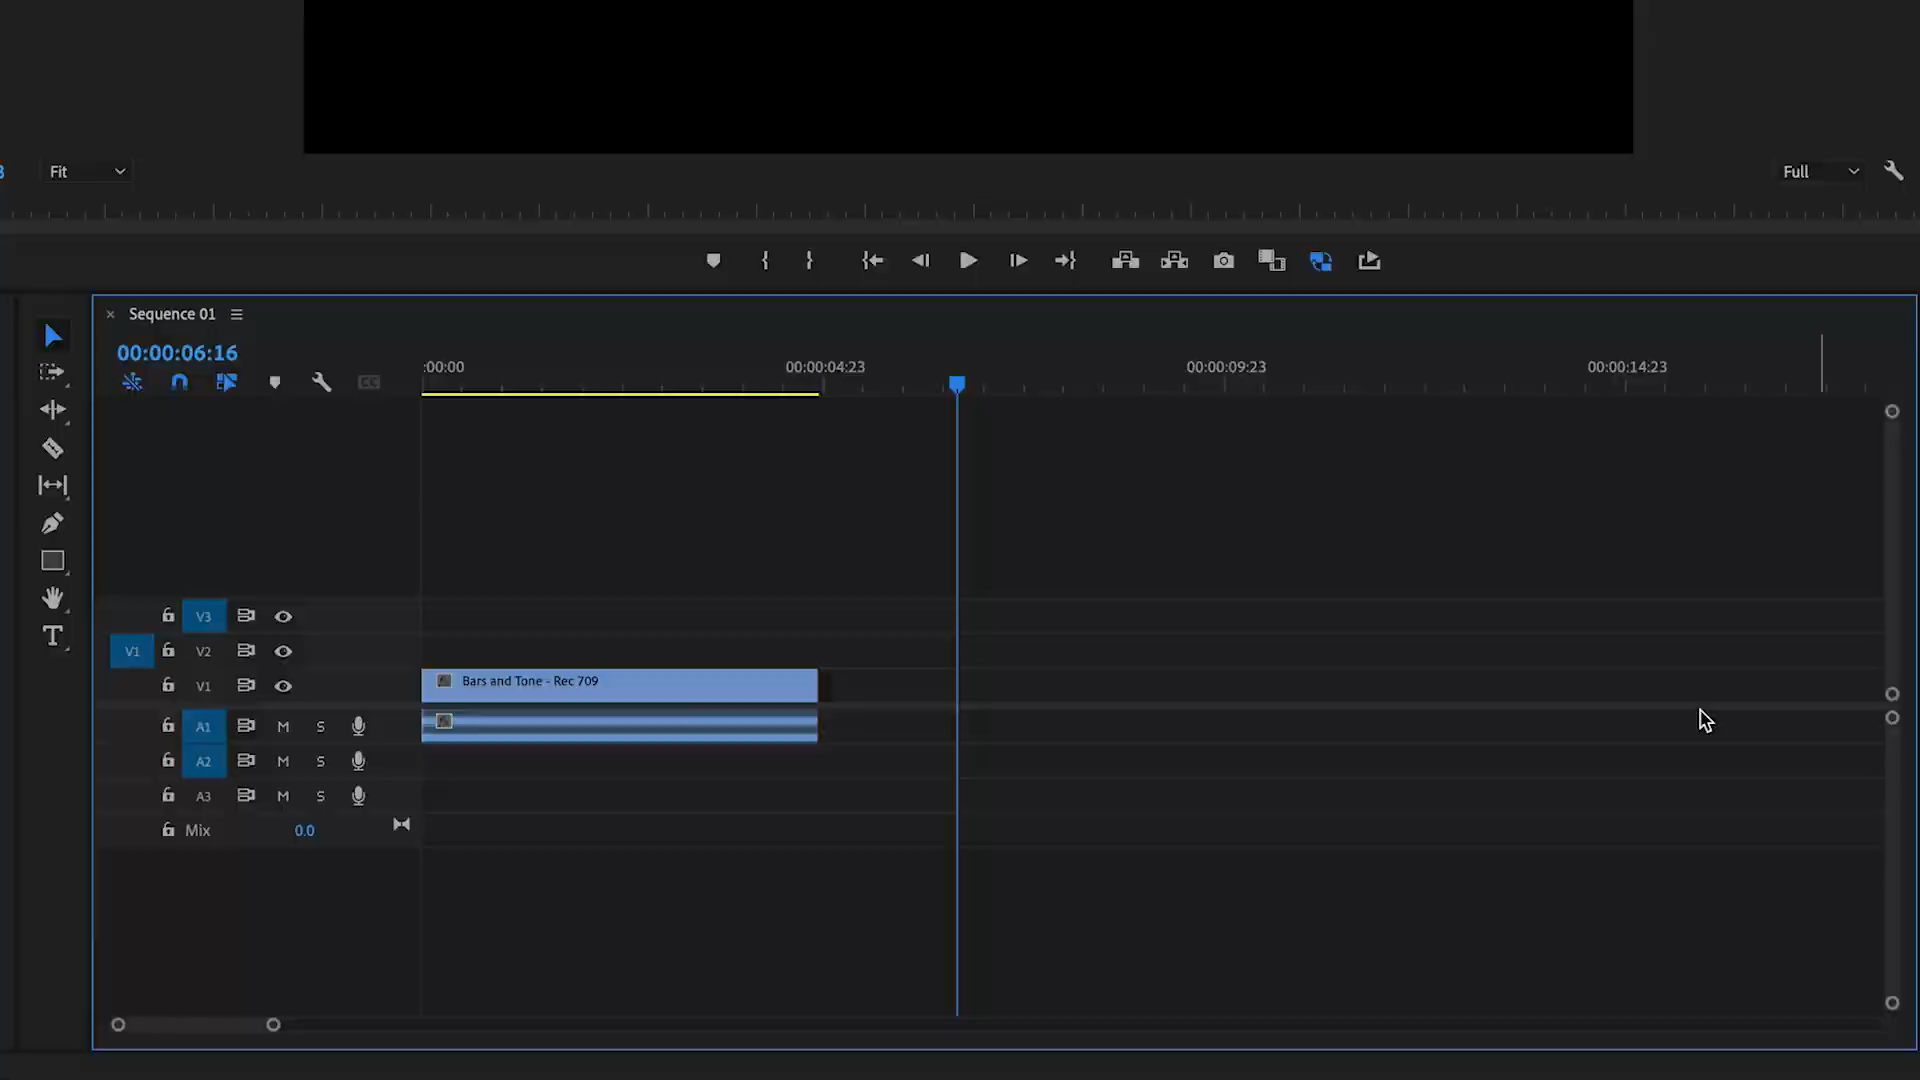 Fit
Full
Sequence 01
00:00:06:16
:00:00
00:00:04:23
00:00:09:23
00:00:14:23
CC
V3
V1 V2
V1
Bars and Tone - Rec 709
A1 M S
A2 M S
A3 M S
Mix 0.0
T